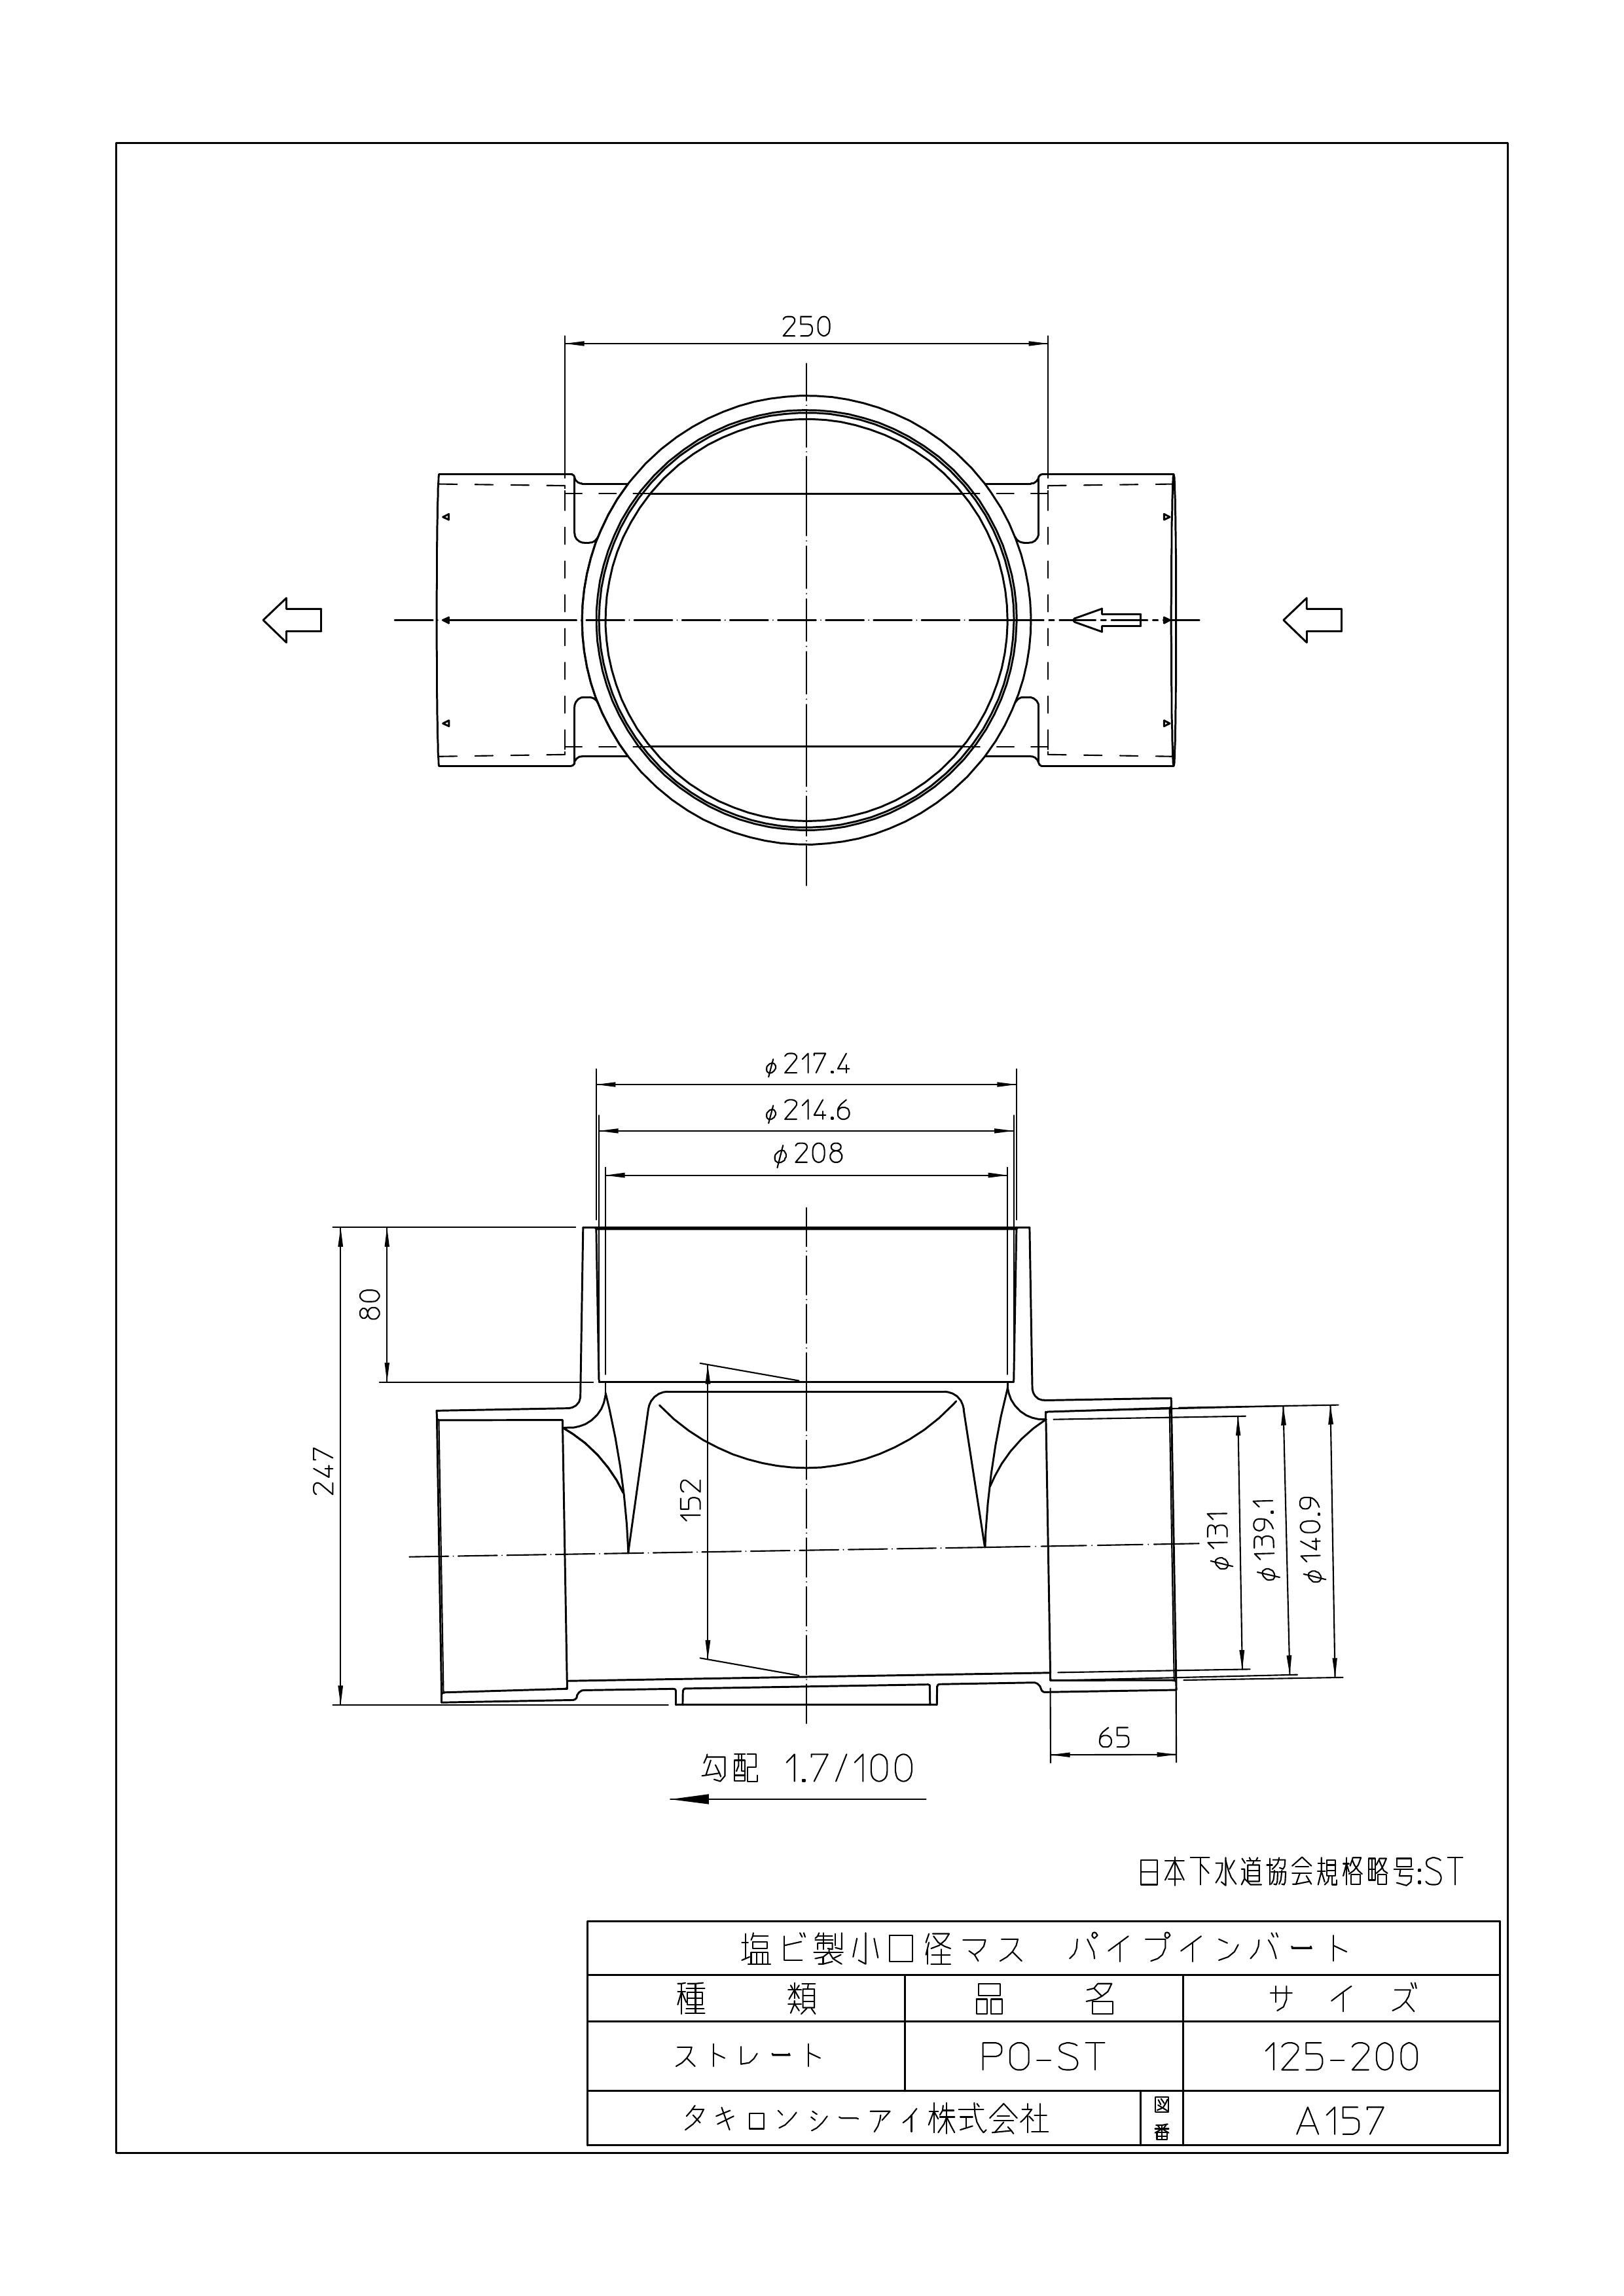 250
φ217.4
φ214.6
φ208
80
247
152
φ131
φ139.1
φ140.9
65
勾配 1.7/100
日本下水道協会規格略号:ST
塩ビ製小口径マス パイプインバート
種 類 品 名 サ イ ズ
ストレート PO-ST 125-200
タキロンシーアイ株式会社 図番 A157